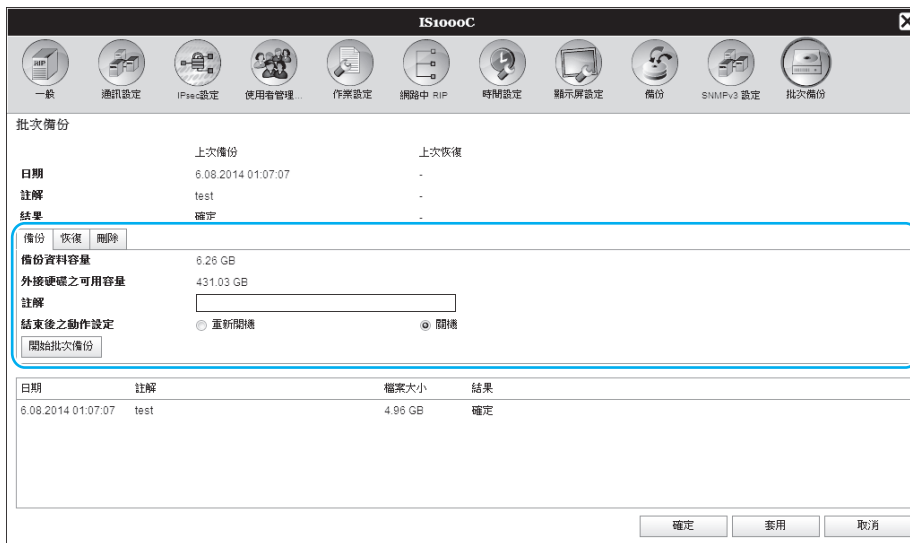 IS1000C
RIP
一般 通訊設定 IPsec設定 使用者管理... 作業設定 網路中 RIP 時間設定 顯示屏設定 備份 SNMPv3 設定 批次備份
批次備份
上次備份 上次恢復
日期 6.08.2014 01:07:07 -
註解 test -
結果 確定 -
備份 恢復 刪除
備份資料容量 6.26 GB
外接硬碟之可用容量 431.03 GB
註解
結束後之動作設定 重新開機 關機
開始批次備份
日期 註解 檔案大小 結果
6.08.2014 01:07:07 test 4.96 GB 確定
確定 套用 取消